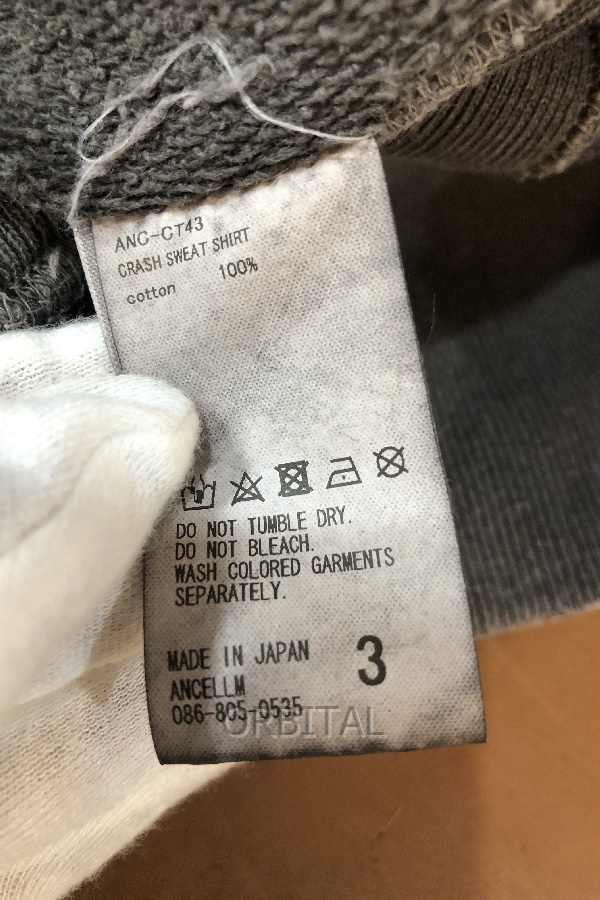 ANC-CT43
CRASH SWEAT SHIRT
cotton 100%
DO NOT TUMBLE DRY.
DO NOT BLEACH.
WASH COLORED GARMENTS
SEPARATELY.
MADE IN JAPAN 3
ANCELLM
086-805-0535
ORBITAL